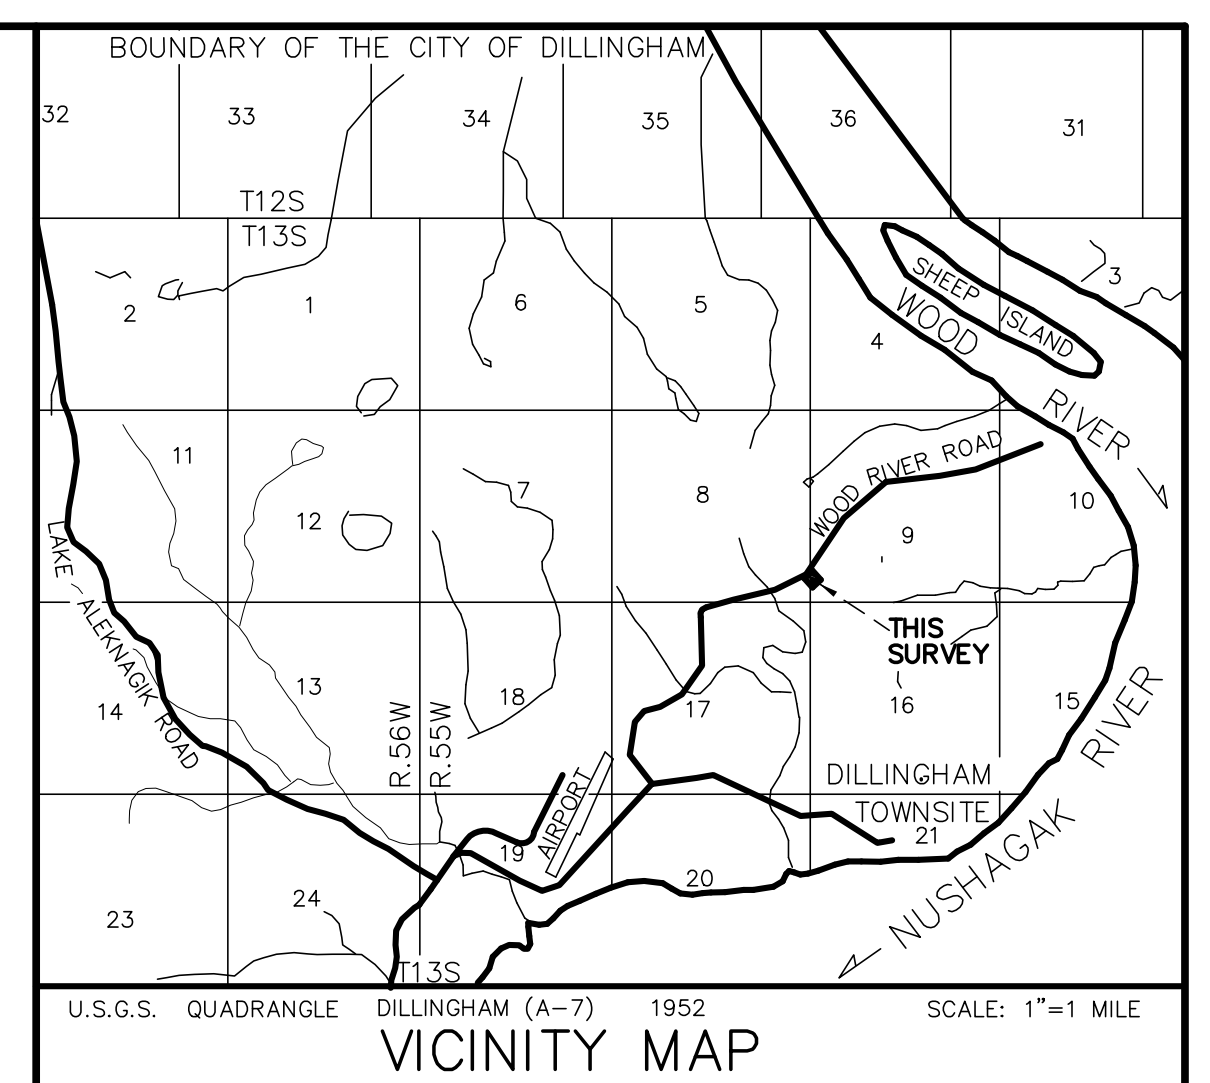 BOUNDARY OF THE CITY OF DILLINGHAM
32
33
34
35
36
31
T12S
T13S
2
1
6
5
4
3
SHEEP ISLAND
WOOD RIVER
11
12
7
8
9
10
WOOD RIVER ROAD
LAKE ALEKNAGIK ROAD
THIS
SURVEY
14
13
18
17
16
15
R.56W
R.55W
DILLINGHAM
TOWNSITE
AIRPORT
19
20
21
NUSHAGAK RIVER
23
24
T13S
U.S.G.S. QUADRANGLE DILLINGHAM (A-7) 1952 SCALE: 1"=1 MILE
VICINITY MAP